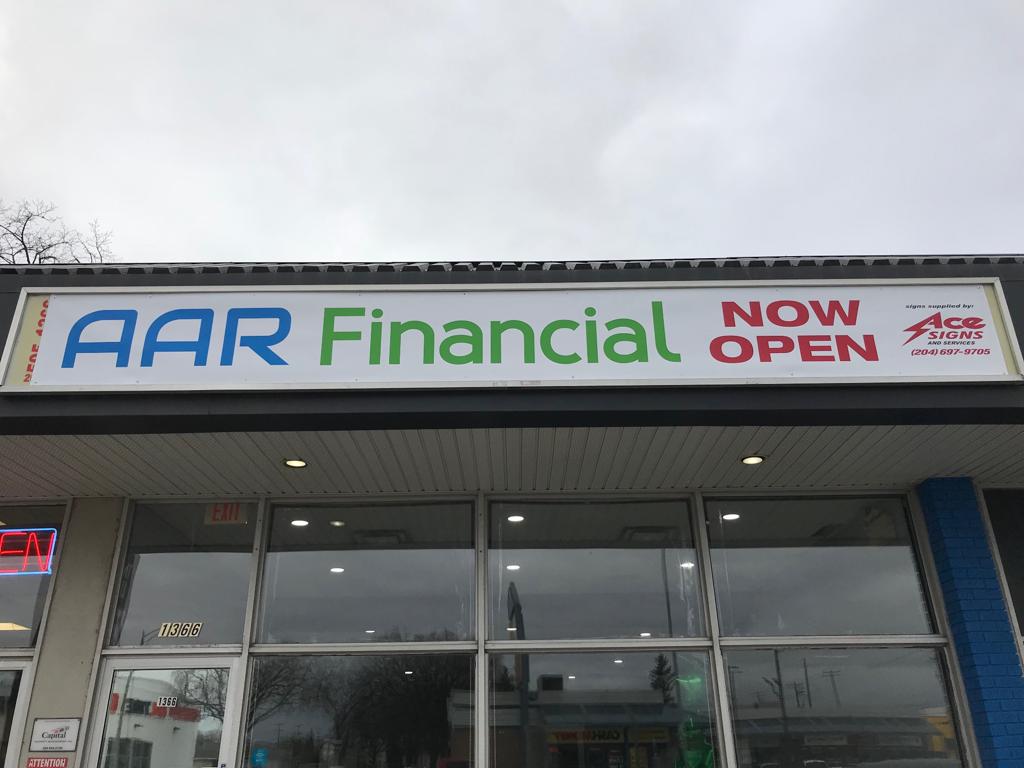 AAR Financial
NOW
OPEN
signs supplied by:
Ace
SIGNS
AND SERVICES
(204) 697-9705
EXIT
EN
1366
1366
Capital
ATTENTION